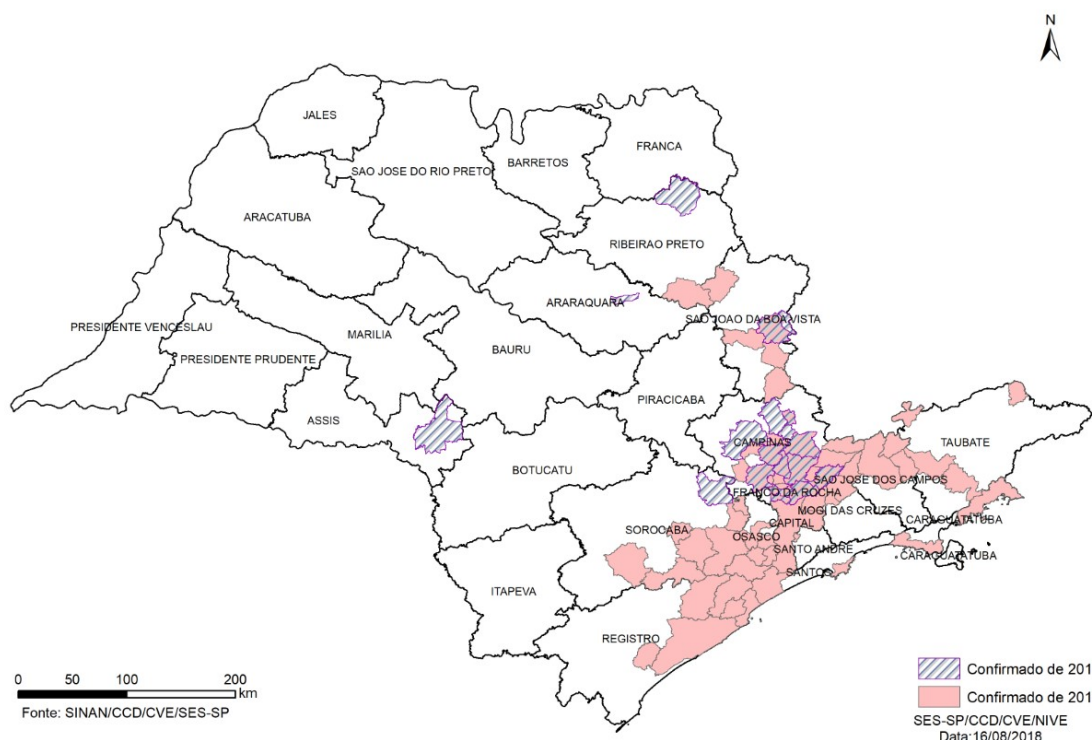 N
JALES
FRANCA
BARRETOS
SAO JOSE DO RIO PRETO
ARACATUBA
RIBEIRAO PRETO
ARARAQUARA
SAO JOAO DA BOA VISTA
PRESIDENTE VENCESLAU
MARILIA
BAURU
PRESIDENTE PRUDENTE
PIRACICABA
ASSIS
CAMPINAS
TAUBATE
BOTUCATU
SAO JOSE DOS CAMPOS
FRANCO DA ROCHA
MOGI DAS CRUZES
CARAGUATATUBA
CAPITAL
SOROCABA
OSASCO
SANTO ANDRE
CARAGUATATUBA
SANTOS
ITAPEVA
REGISTRO
0 50 100 200
km
Fonte: SINAN/CCD/CVE/SES-SP
Confirmado de 201
Confirmado de 201
SES-SP/CCD/CVE/NIVE
Data:16/08/2018